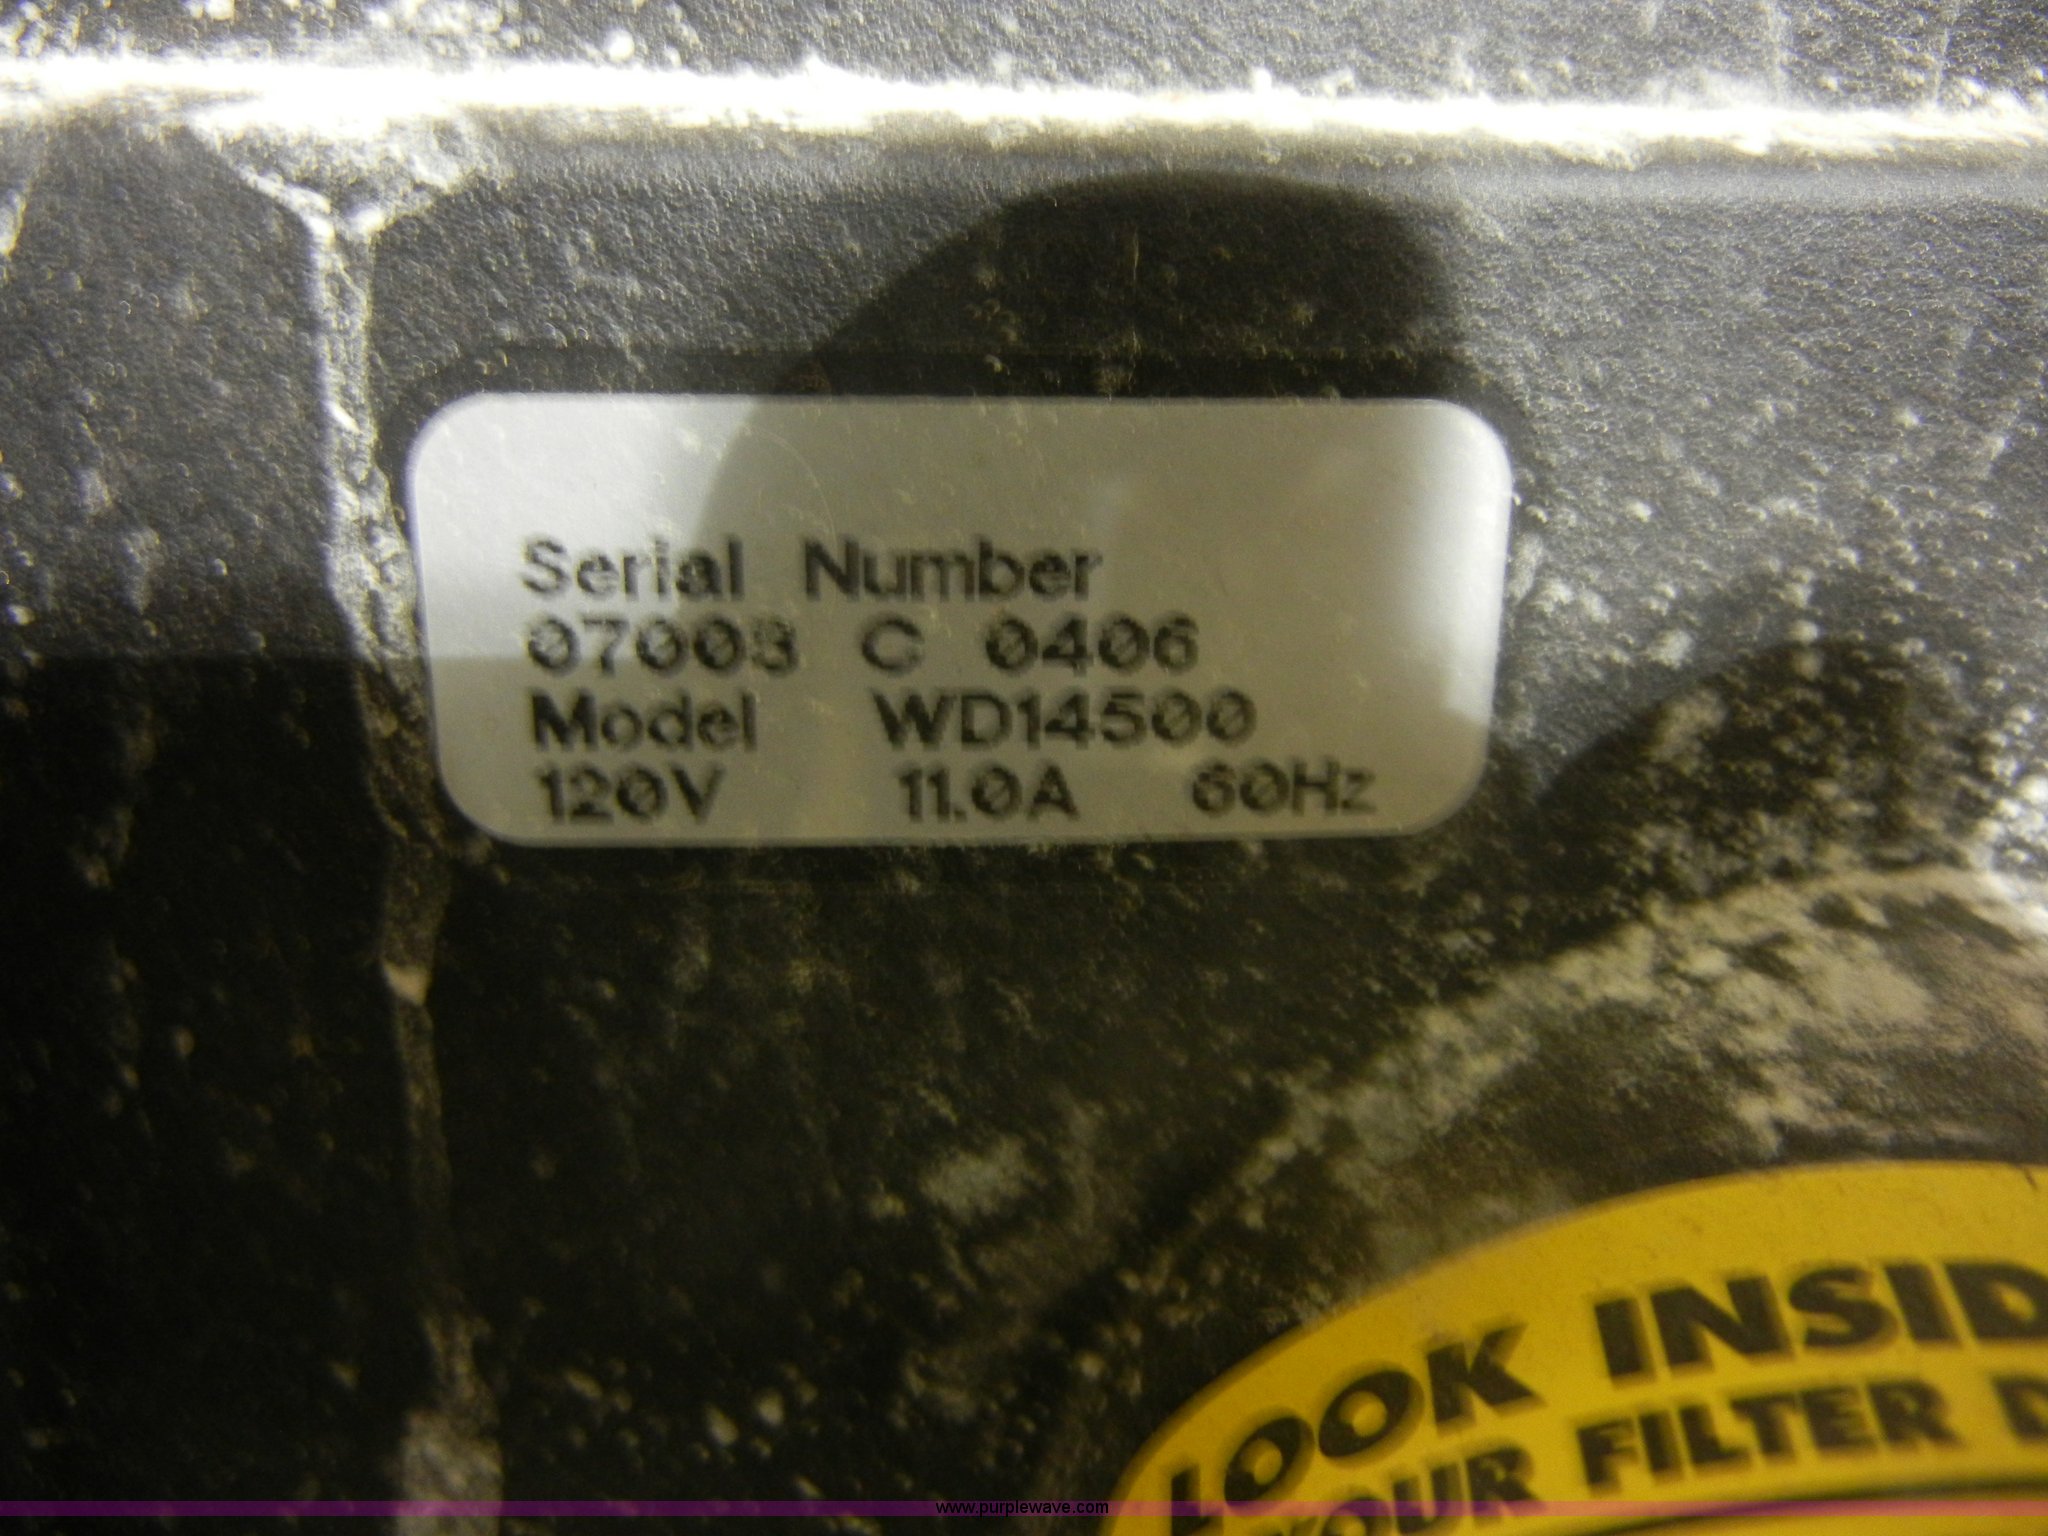 Serial Number
07003 C 0406
Model WD14500
120V 11.0A 60Hz
LOOK INSID
YOUR FILTER D
www.purplewave.com